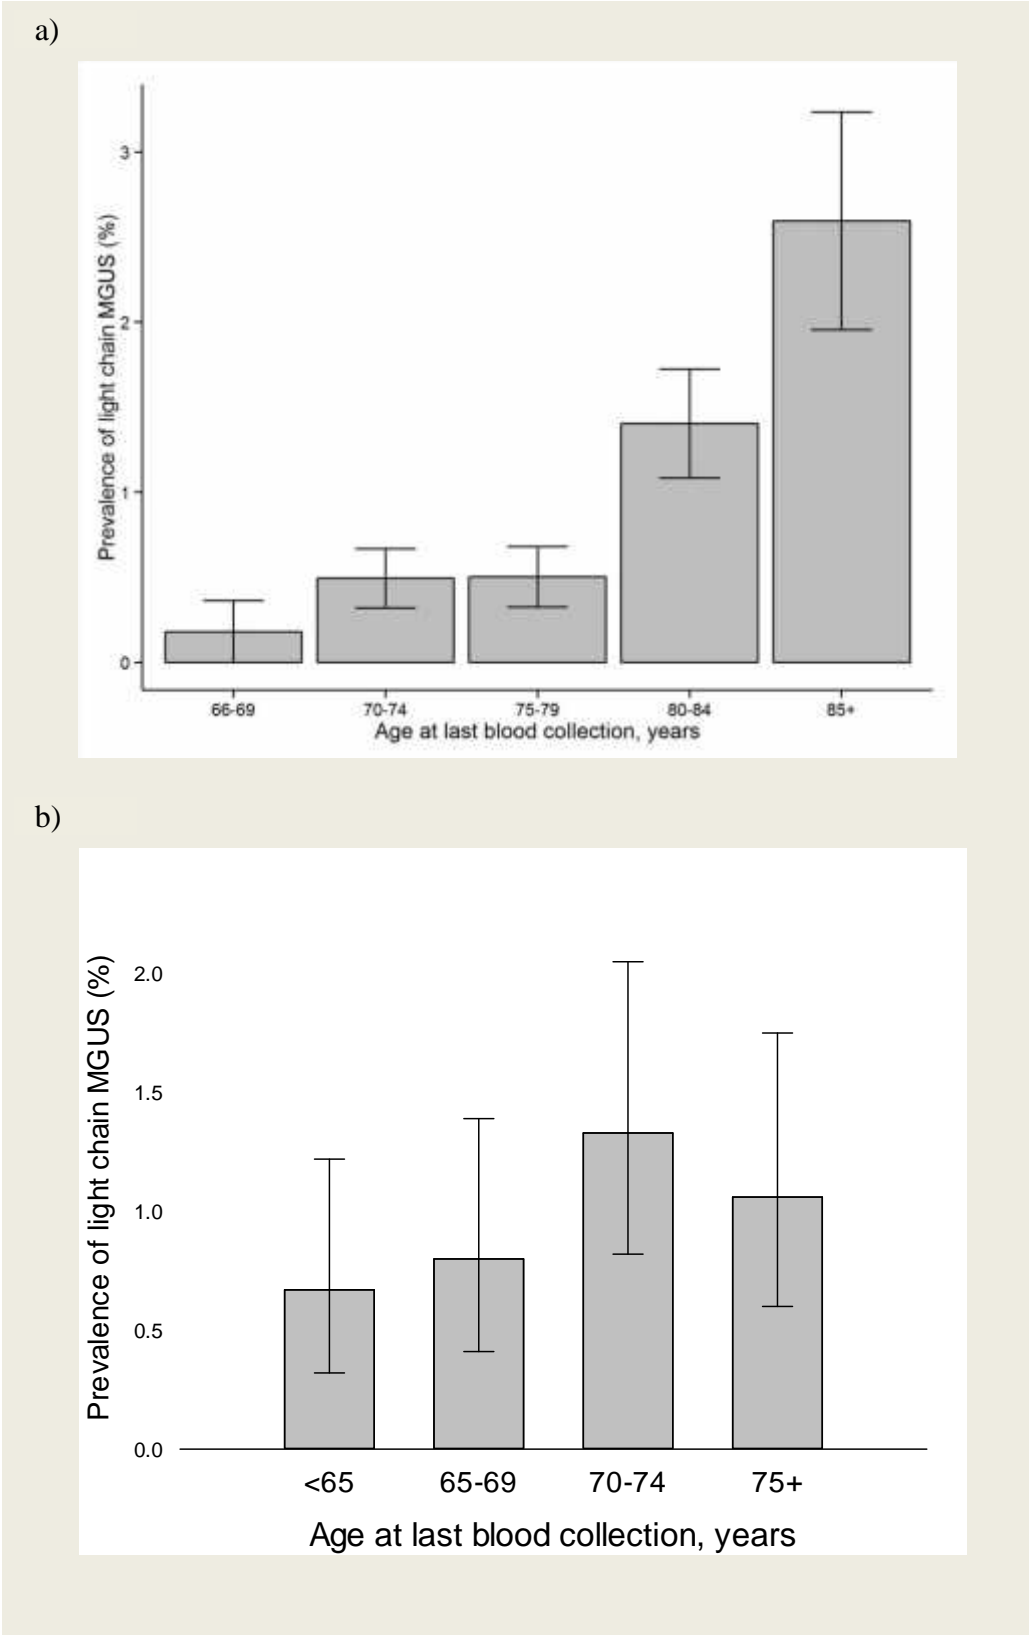 a)
Prevalence of light chain MGUS (%)
3
2
1
0
66-69 70-74 75-79 80-84 85+
Age at last blood collection, years
b)
Prevalence of light chain MGUS (%)
2.0
1.5
1.0
0.5
0.0
<65 65-69 70-74 75+
Age at last blood collection, years